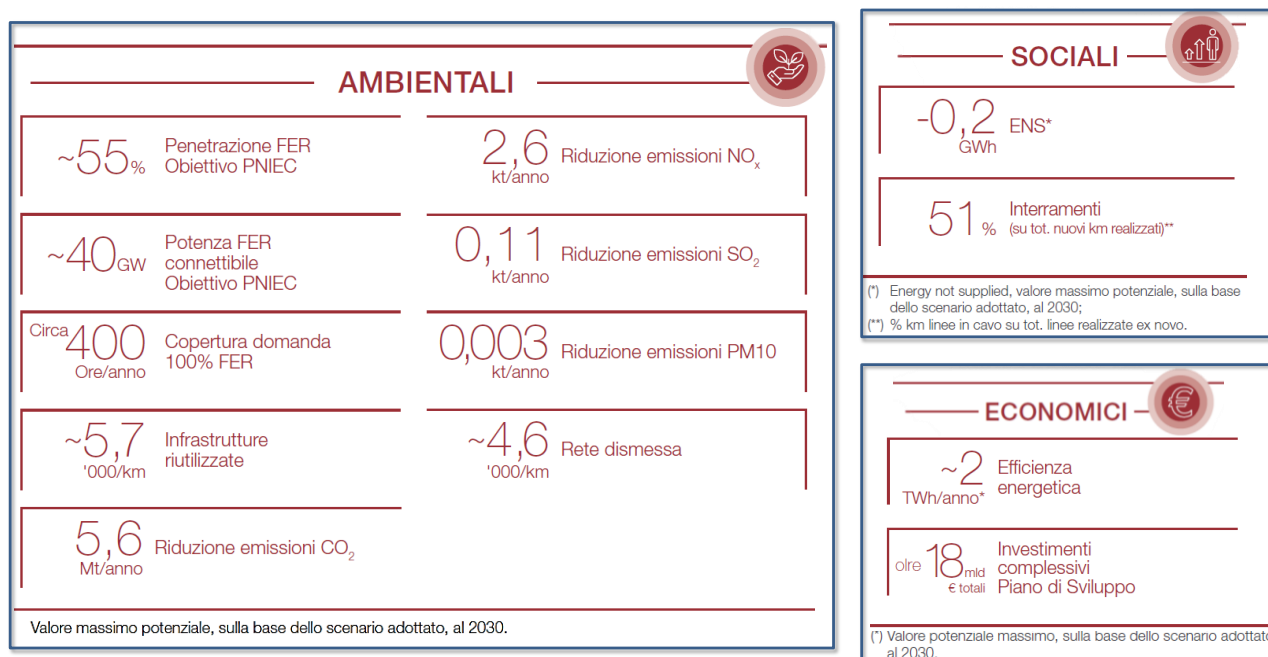 AMBIENTALI
~55%
Penetrazione FER
Obiettivo PNIEC
~40GW
Potenza FER
connettibile
Obiettivo PNIEC
Circa 400
Ore/anno
Copertura domanda
100% FER
~5,7
'000/km
Infrastrutture
riutilizzate
5,6
Mt/anno
Riduzione emissioni CO₂
2,6
kt/anno
Riduzione emissioni NOₓ
0,11
kt/anno
Riduzione emissioni SO₂
0,003
kt/anno
Riduzione emissioni PM10
~4,6
'000/km
Rete dismessa
Valore massimo potenziale, sulla base dello scenario adottato, al 2030.
SOCIALI
-0,2
GWh
ENS*
51%
Interramenti
(su tot. nuovi km realizzati)**
(*) Energy not supplied, valore massimo potenziale, sulla base
dello scenario adottato, al 2030;
(**) % km linee in cavo su tot. linee realizzate ex novo.
ECONOMICI
€
~2
TWh/anno*
Efficienza
energetica
olre 18 mld
€ totali
Investimenti
complessivi
Piano di Sviluppo
(*) Valore potenziale massimo, sulla base dello scenario adottato
al 2030.